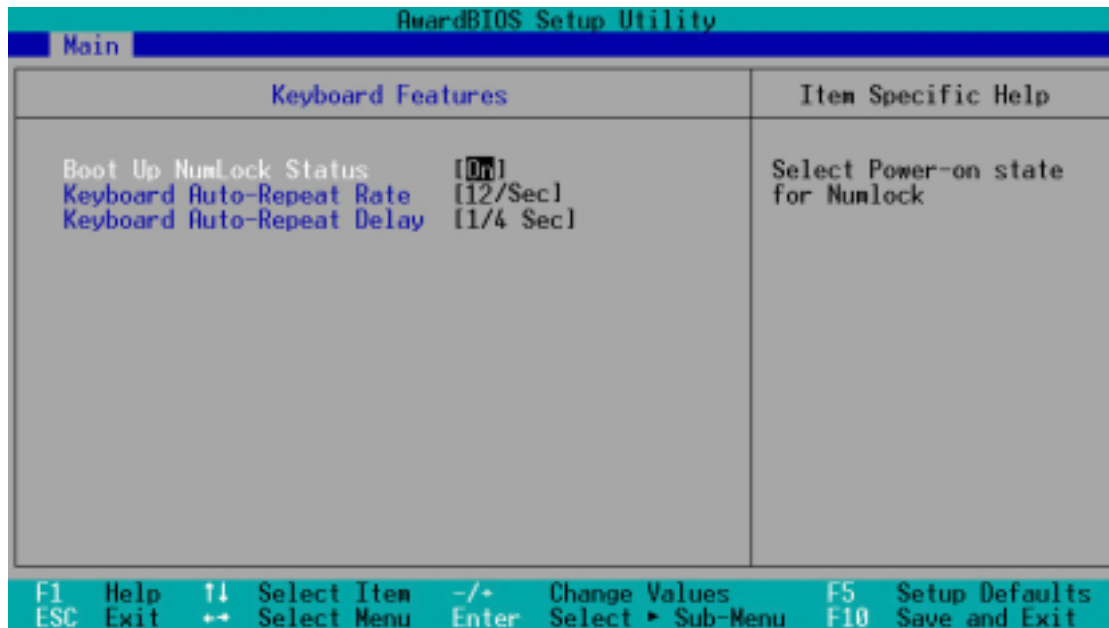 AwardBIOS Setup Utility
Main
Keyboard Features
Item Specific Help
Boot Up NumLock Status [On]
Keyboard Auto-Repeat Rate [12/Sec]
Keyboard Auto-Repeat Delay [1/4 Sec]
Select Power-on state
for Numlock
F1 Help ↑↓ Select Item -/+ Change Values F5 Setup Defaults
ESC Exit ←→ Select Menu Enter Select ► Sub-Menu F10 Save and Exit